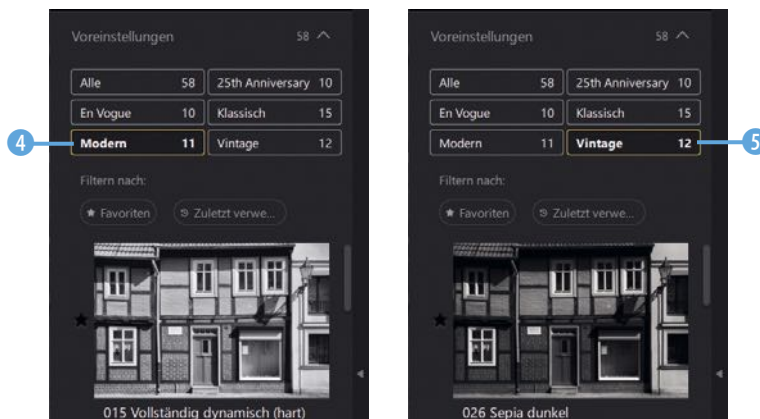 Voreinstellungen 58
Alle 58 25th Anniversary 10
En Vogue 10 Klassisch 15
Modern 11 Vintage 12
Filtern nach:
★ Favoriten Zuletzt verwe...
015 Vollständig dynamisch (hart)
4
Voreinstellungen 58
Alle 58 25th Anniversary 10
En Vogue 10 Klassisch 15
Modern 11 Vintage 12
Filtern nach:
★ Favoriten Zuletzt verwe...
026 Sepia dunkel
5